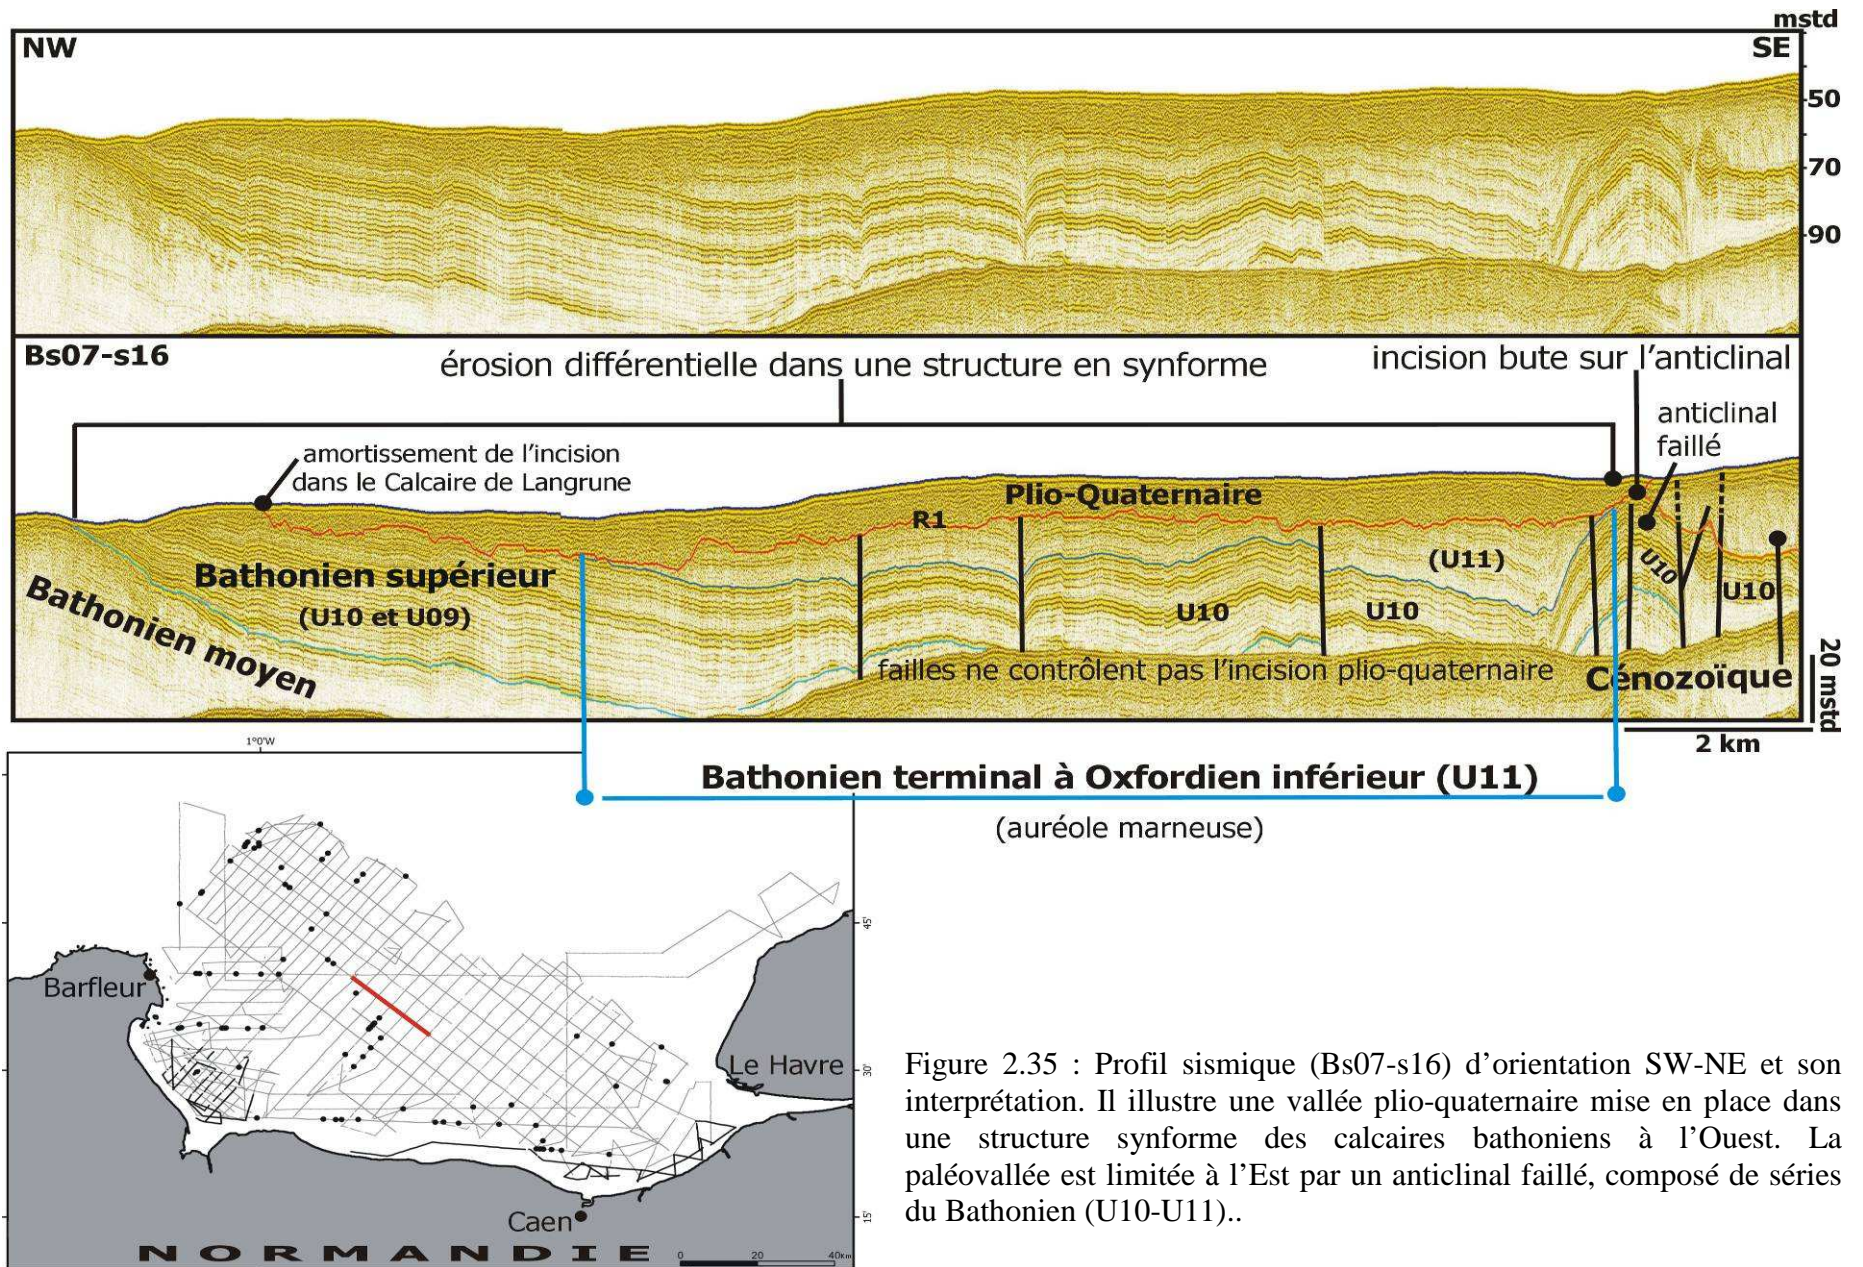 mstd
NW
SE
50
70
90
Bs07-s16
érosion différentielle dans une structure en synforme
incision bute sur l'anticlinal
anticlinal
faillé
amortissement de l'incision
dans le Calcaire de Langrune
Plio-Quaternaire
R1
Bathonien supérieur
(U10 et U09)
Bathonien moyen
(U11)
U10
U10
U10
U10
failles ne contrôlent pas l'incision plio-quaternaire
Cénozoïque
20 mstd
2 km
Bathonien terminal à Oxfordien inférieur (U11)
(auréole marneuse)
1°0'W
45'
Barfleur
Le Havre
30'
15'
Caen
NORMANDIE
0 20 40km
Figure 2.35 : Profil sismique (Bs07-s16) d'orientation SW-NE et son
interprétation. Il illustre une vallée plio-quaternaire mise en place dans
une structure synforme des calcaires bathoniens à l'Ouest. La
paléovallée est limitée à l'Est par un anticlinal faillé, composé de séries
du Bathonien (U10-U11)..